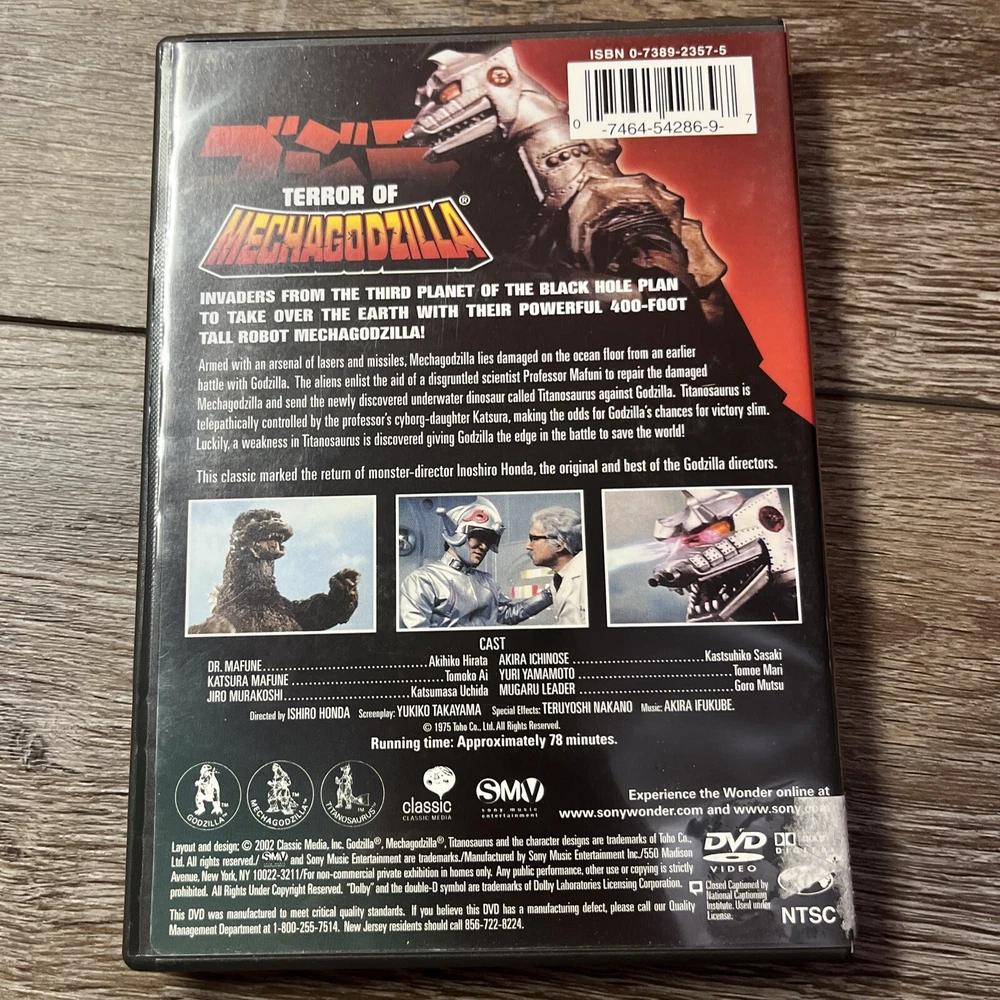 ISBN 0-7389-2357-5
0 -7464-54286-9- 7
ゴジラ
TERROR OF
MECHAGODZILLA®
INVADERS FROM THE THIRD PLANET OF THE BLACK HOLE PLAN
TO TAKE OVER THE EARTH WITH THEIR POWERFUL 400-FOOT
TALL ROBOT MECHAGODZILLA!
Armed with an arsenal of lasers and missiles, Mechagodzilla lies damaged on the ocean floor from an earlier
battle with Godzilla. The aliens enlist the aid of a disgruntled scientist Professor Mafuni to repair the damaged
Mechagodzilla and send the newly discovered underwater dinosaur called Titanosaurus against Godzilla. Titanosaurus is
telepathically controlled by the professor's cyborg-daughter Katsura, making the odds for Godzilla's chances for victory slim.
Luckily, a weakness in Titanosaurus is discovered giving Godzilla the edge in the battle to save the world!
This classic marked the return of monster-director Inoshiro Honda, the original and best of the Godzilla directors.
CAST
DR. MAFUNE Akihiko Hirata
KATSURA MAFUNE Tomoko Ai
JIRO MURAKOSHI Katsumasa Uchida
AKIRA ICHINOSE Kastsuhiko Sasaki
YURI YAMAMOTO Tomoe Mari
MUGARU LEADER Goro Mutsu
Directed by ISHIRO HONDA Screenplay: YUKIKO TAKAYAMA Special Effects: TERUYOSHI NAKANO Music: AKIRA IFUKUBE.
© 1975 Toho Co., Ltd. All Rights Reserved.
Running time: Approximately 78 minutes.
GODZILLA™
MECHAGODZILLA™
TITANOSAURUS™
classic
CLASSIC MEDIA
SMV
sony music
entertainment
Experience the Wonder online at
www.sonywonder.com and www.sony.com
Layout and design: © 2002 Classic Media, Inc. Godzilla®, Mechagodzilla®, Titanosaurus and the character designs are trademarks of Toho Co.,
Ltd. All rights reserved./ SMV and Sony Music Entertainment are trademarks./Manufactured by Sony Music Entertainment Inc./550 Madison
Avenue, New York, NY 10022-3211/For non-commercial private exhibition in homes only. Any public performance, other use or copying is strictly
prohibited. All Rights Under Copyright Reserved. "Dolby" and the double-D symbol are trademarks of Dolby Laboratories Licensing Corporation.
This DVD was manufactured to meet critical quality standards. If you believe this DVD has a manufacturing defect, please call our Quality
Management Department at 1-800-255-7514. New Jersey residents should call 856-722-8224.
DVD
VIDEO
Closed Captioned by
National Captioning
Institute. Used under
License.
DIGITAL
NTSC